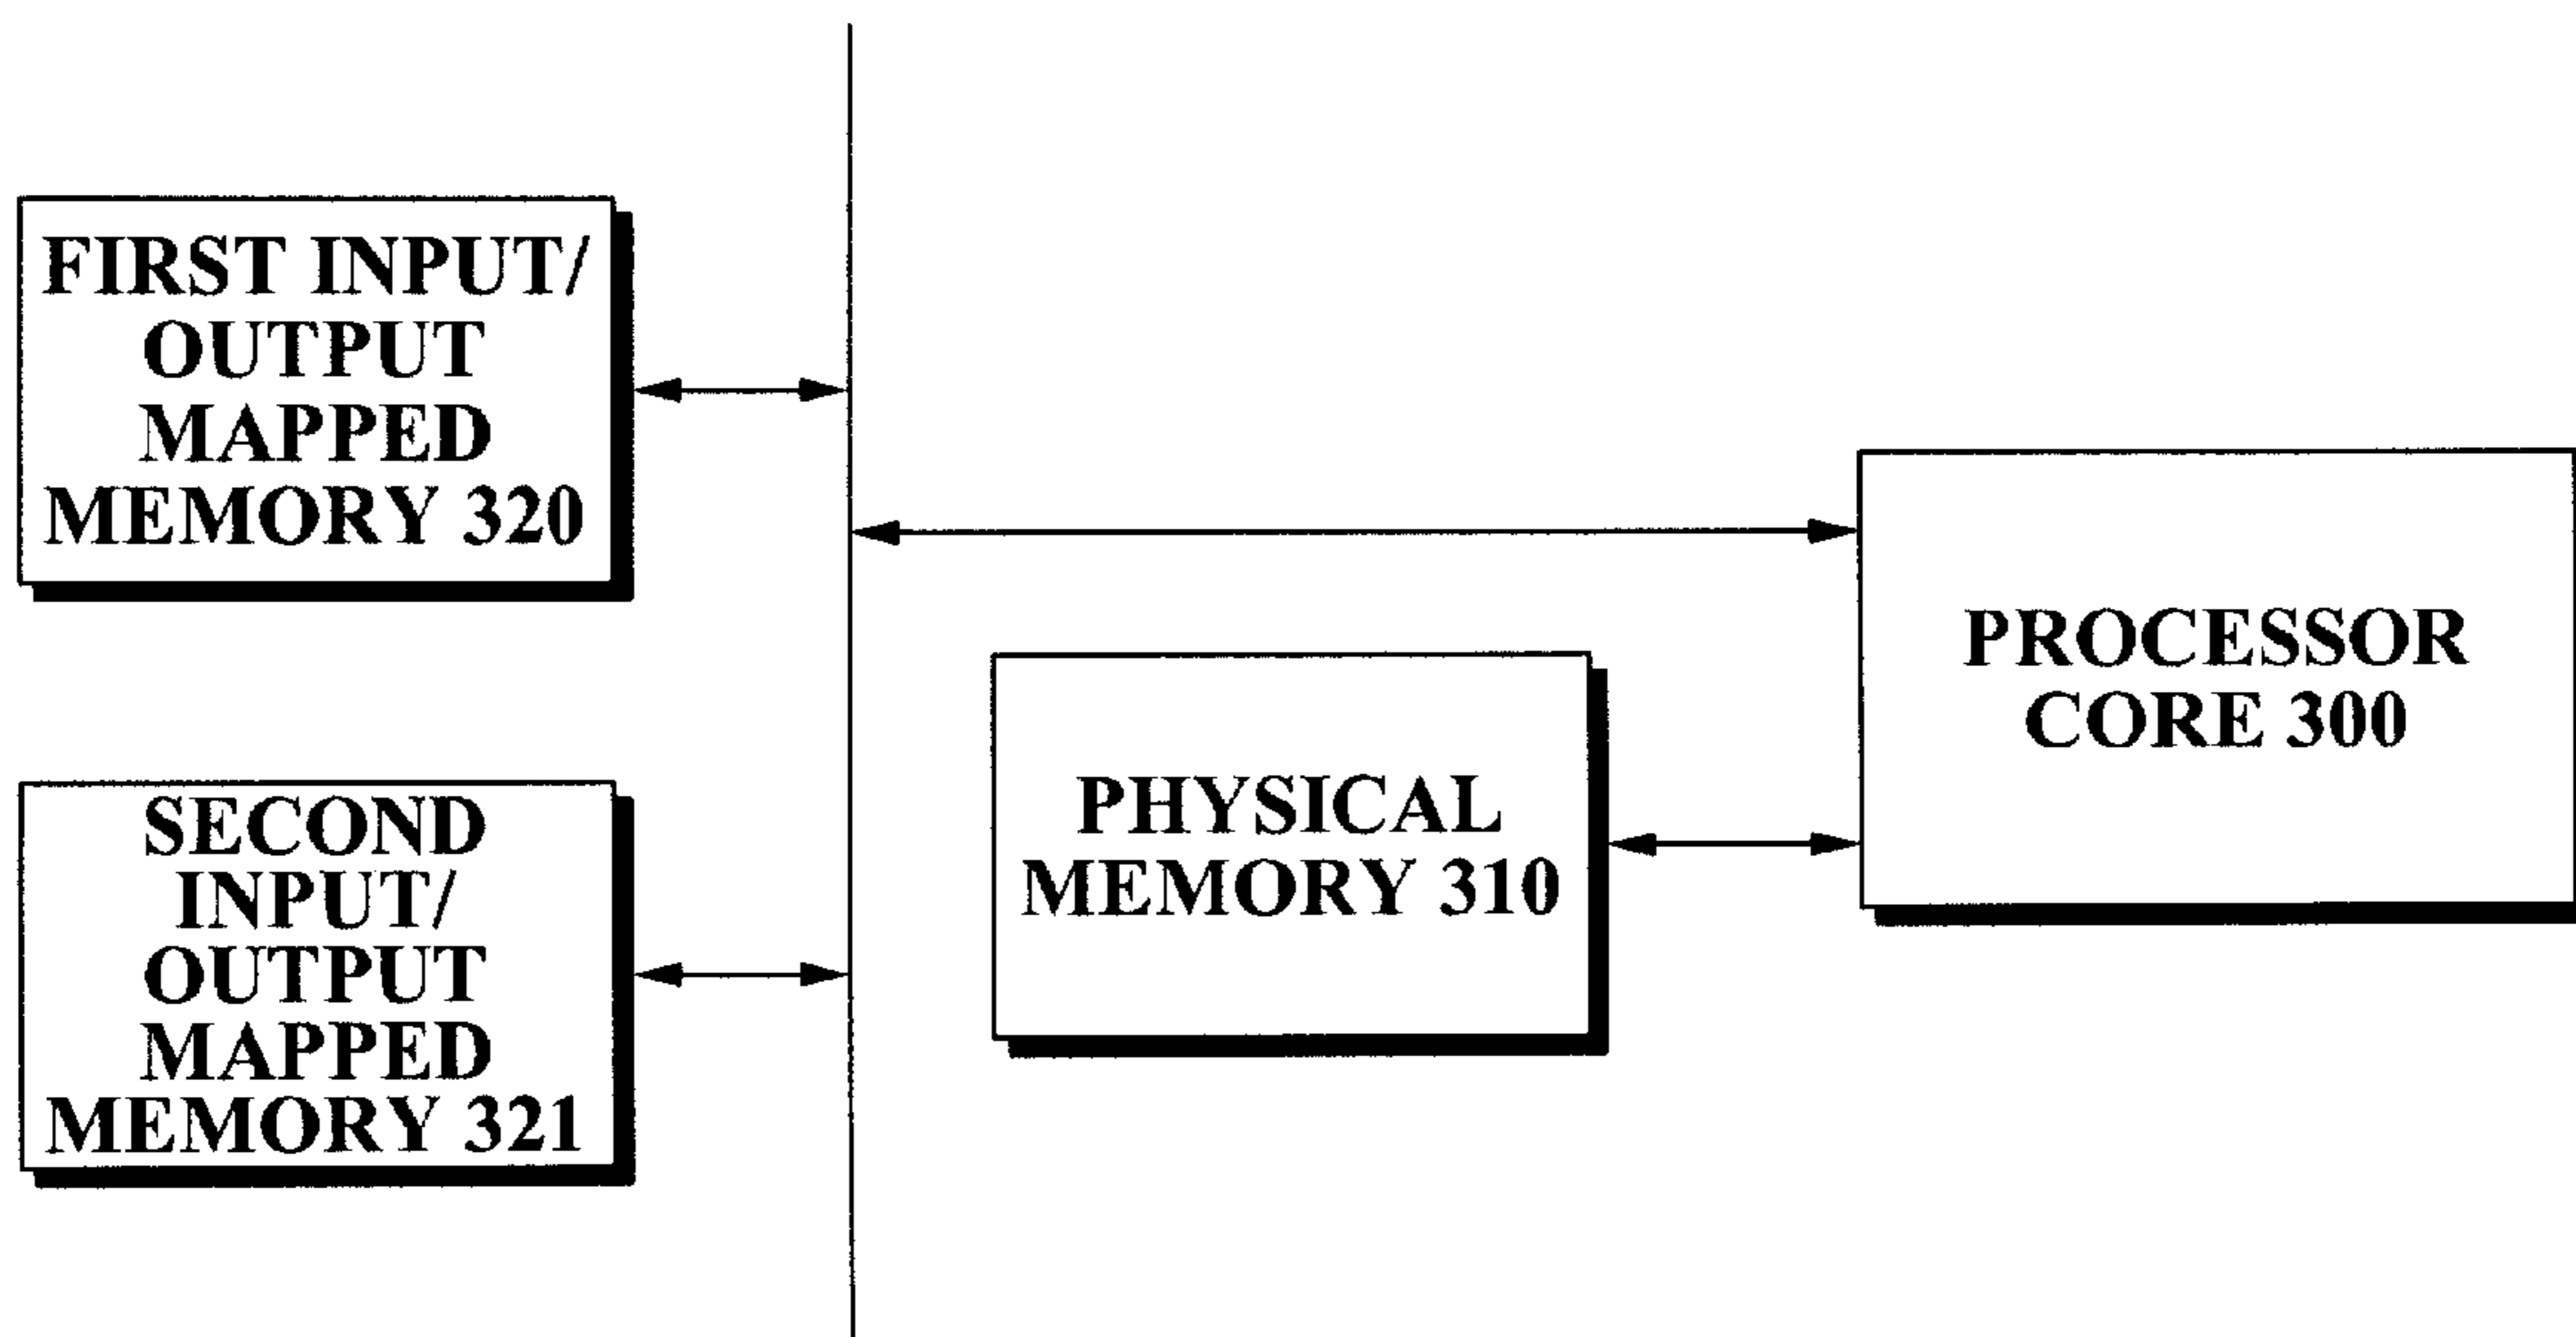 FIRST INPUT/
OUTPUT
MAPPED
MEMORY 320
PROCESSOR
CORE 300
PHYSICAL
MEMORY 310
SECOND
INPUT/
OUTPUT
MAPPED
MEMORY 321